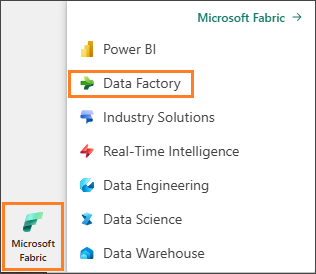 Microsoft Fabric →
Power BI
Data Factory
Industry Solutions
Real-Time Intelligence
Data Engineering
Data Science
Data Warehouse
Microsoft
Fabric